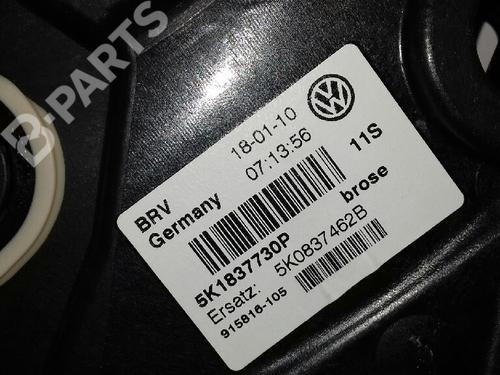 B-PARTS
BRV
Germany
18-01-10
07:13:56
11S
brose
5K1837730P
Ersatz: 5K0837462B
915816-105